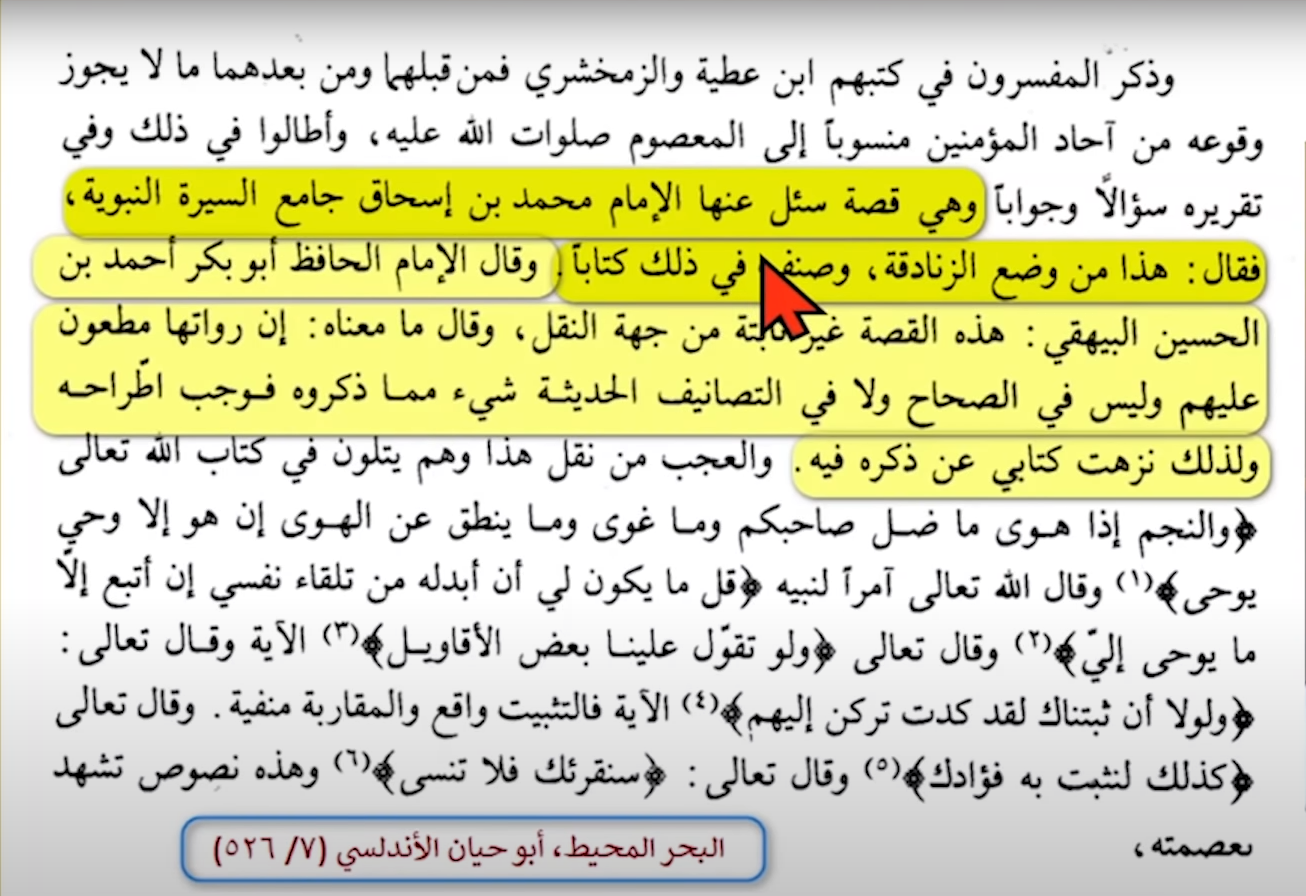 وذكر المفسرون في كتبهم ابن عطية والزمخشري فمن قبلهما ومن بعدهما ما لا يجوز
وقوعه من آحاد المؤمنين منسوباً إلى المعصوم صلوات الله عليه، وأطالوا في ذلك وفي
تقريره سؤالاً وجواباً وهي قصة سئل عنها الإمام محمد بن إسحاق جامع السيرة النبوية،
فقال: هذا من وضع الزنادقة، وصنف في ذلك كتاباً. وقال الإمام الحافظ أبو بكر أحمد بن
الحسين البيهقي: هذه القصة غير ثابتة من جهة النقل، وقال ما معناه: إن رواتها مطعون
عليهم وليس في الصحاح ولا في التصانيف الحديثة شيء مما ذكروه فوجب اطّراحه
ولذلك نزهت كتابي عن ذكره فيه. والعجب من نقل هذا وهم يتلون في كتاب الله تعالى
﴿والنجم إذا هوى ما ضل صاحبكم وما غوى وما ينطق عن الهوى إن هو إلا وحي
يوحى﴾(١) وقال الله تعالى آمراً لنبيه ﴿قل ما يكون لي أن أبدله من تلقاء نفسي إن أتبع إلاّ
ما يوحى إليّ﴾(٢) وقال تعالى ﴿ولو تقوّل علينا بعض الأقاويل﴾(٣) الآية وقال تعالى:
﴿ولولا أن ثبتناك لقد كدت تركن إليهم﴾(٤) الآية فالتثبيت واقع والمقاربة منفية. وقال تعالى
﴿كذلك لنثبت به فؤادك﴾(٥) وقال تعالى: ﴿سنقرئك فلا تنسى﴾(٦) وهذه نصوص تشهد
بعصمته،
البحر المحيط، أبو حيان الأندلسي (٧/ ٥٢٦)